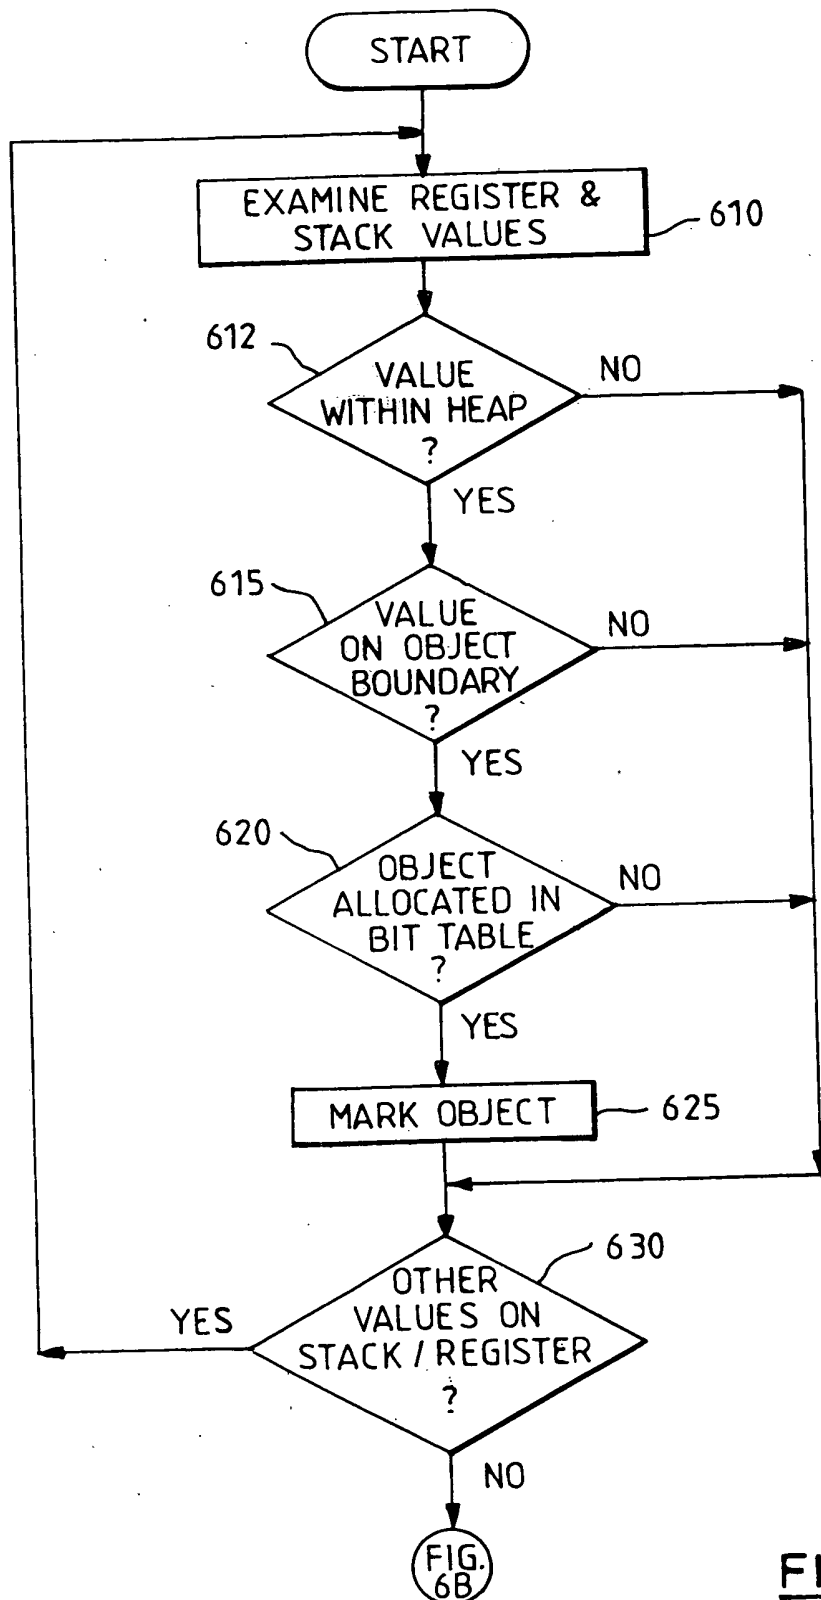 START
EXAMINE REGISTER &
STACK VALUES
610
612
VALUE
WITHIN HEAP
?
NO
YES
615
VALUE
ON OBJECT
BOUNDARY
?
NO
YES
620
OBJECT
ALLOCATED IN
BIT TABLE
?
NO
YES
MARK OBJECT
625
630
OTHER
VALUES ON
STACK / REGISTER
?
YES
NO
FIG.
6B